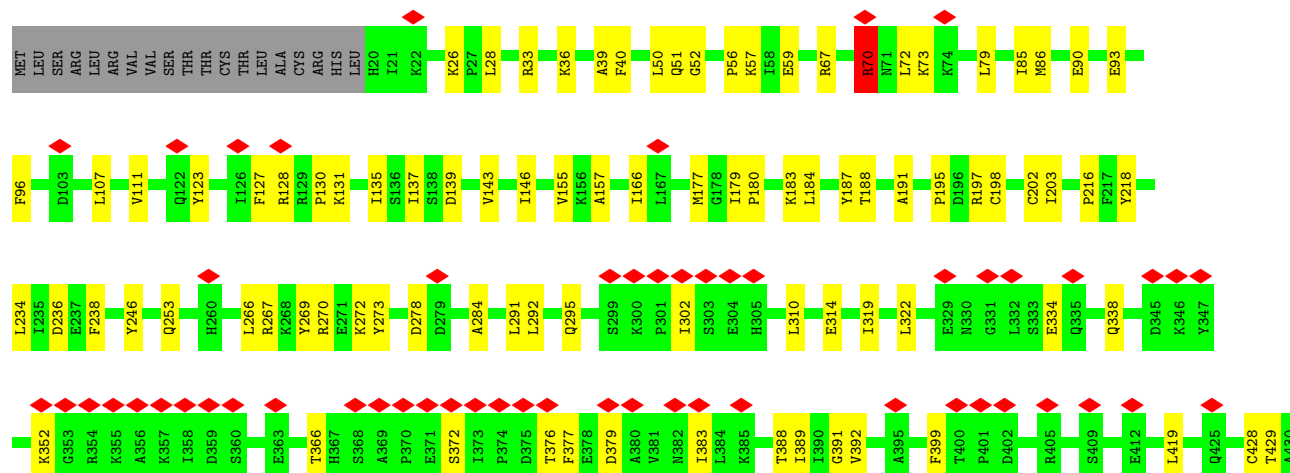 MET LEU SER ARG LEU ARG VAL VAL SER THR THR CYS THR LEU ALA CYS ARG HIS LEU H20 I21 K22 K26 P27 L28 R33 K36 A39 F40 L50 Q51 G52 P56 K57 I58 E59 R67 R70 N71 L72 K73 K74 L79 I85 M86 E90 E93
F96 D103 L107 V111 Q122 Y123 I126 F127 R128 R129 P130 K131 I135 S136 I137 S138 D139 V143 I146 V155 K156 A157 I166 L167 M177 G178 I179 P180 K183 L184 Y187 T188 A191 P195 D196 R197 C198 C202 I203 P216 F217 Y218
L234 I235 D236 E237 F238 Y246 Q253 H260 L266 R267 K268 Y269 R270 E271 K272 Y273 D278 D279 A284 L291 L292 Q295 S299 K300 P301 I302 S303 E304 H305 L310 E314 I319 L322 E329 N330 G331 L332 S333 E334 Q335 Q338 D345 K346 Y347
K352 G353 R354 K355 A356 K357 I358 D359 S360 E363 T366 H367 S368 A369 P370 E371 S372 I373 P374 D375 T376 F377 E378 D379 A380 V381 N382 I383 L384 K385 T388 I389 I390 G391 V392 A395 F399 T400 P401 D402 R405 S409 E412 L419 Q425 C428 T429 A430